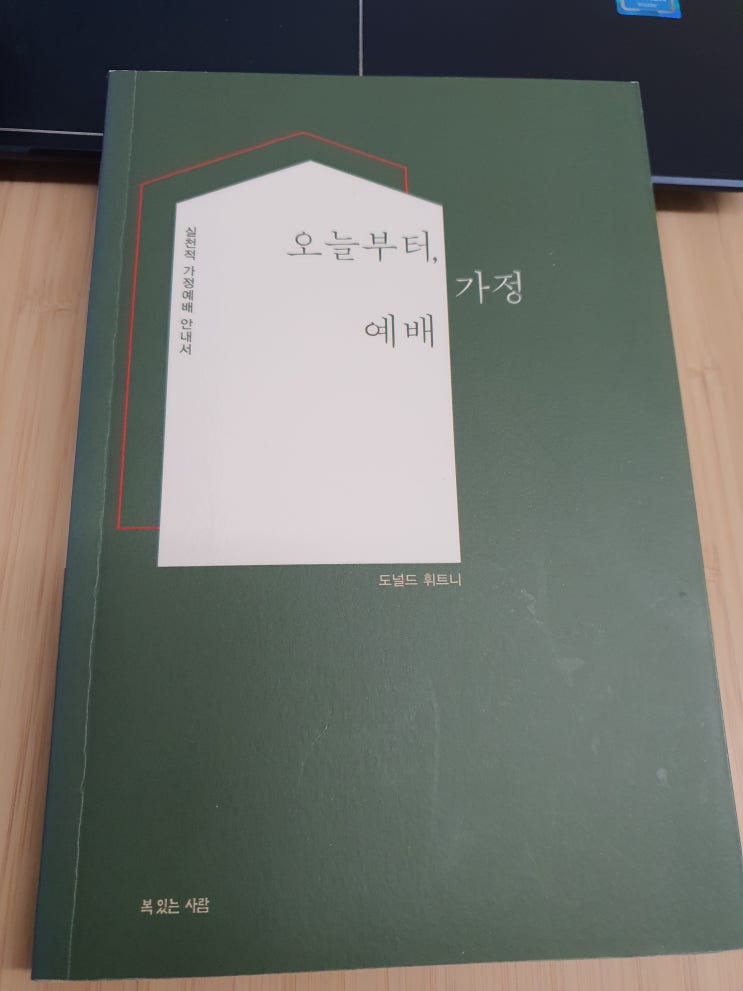 실천적 가정예배 안내서
오늘부터,
가정
예배
도널드 휘트니
복 있는 사람